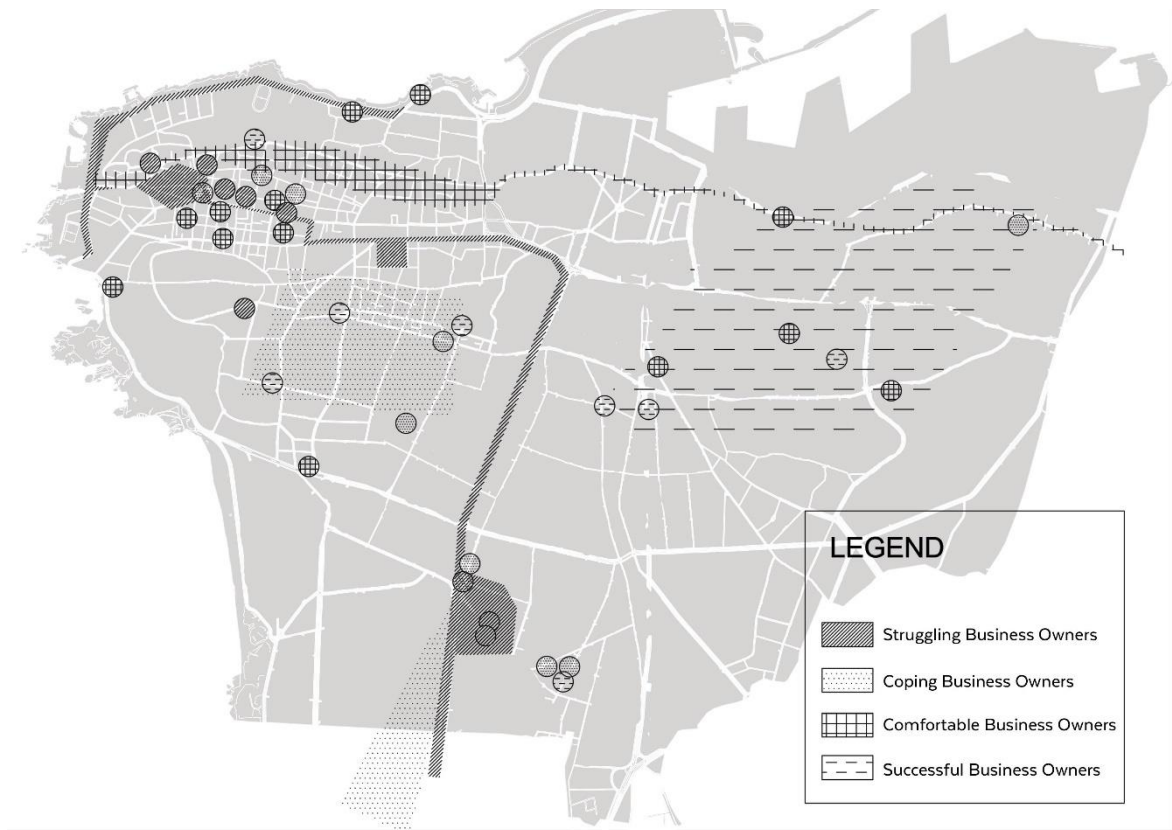 LEGEND
Struggling Business Owners
Coping Business Owners
Comfortable Business Owners
Successful Business Owners